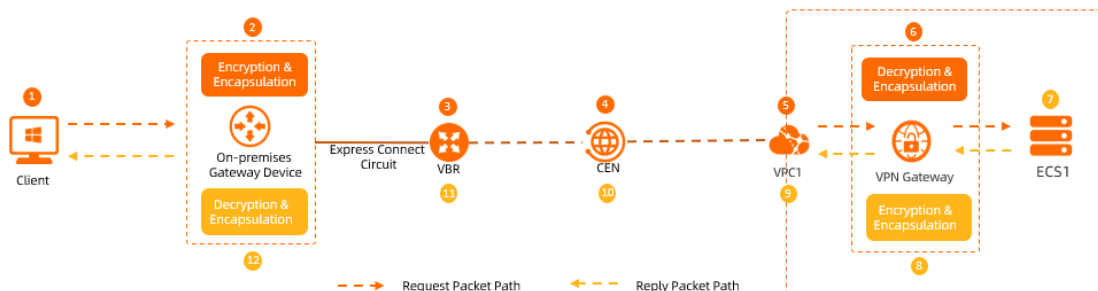 2
6
Encryption &
Encapsulation
Decryption &
Encapsulation
1
3
4
5
7
Client
On-premises
Gateway Device
Express Connect
Circuit
VBR
CEN
VPC1
VPN Gateway
ECS1
11
10
9
Decryption &
Encapsulation
Encryption &
Encapsulation
12
8
Request Packet Path
Reply Packet Path